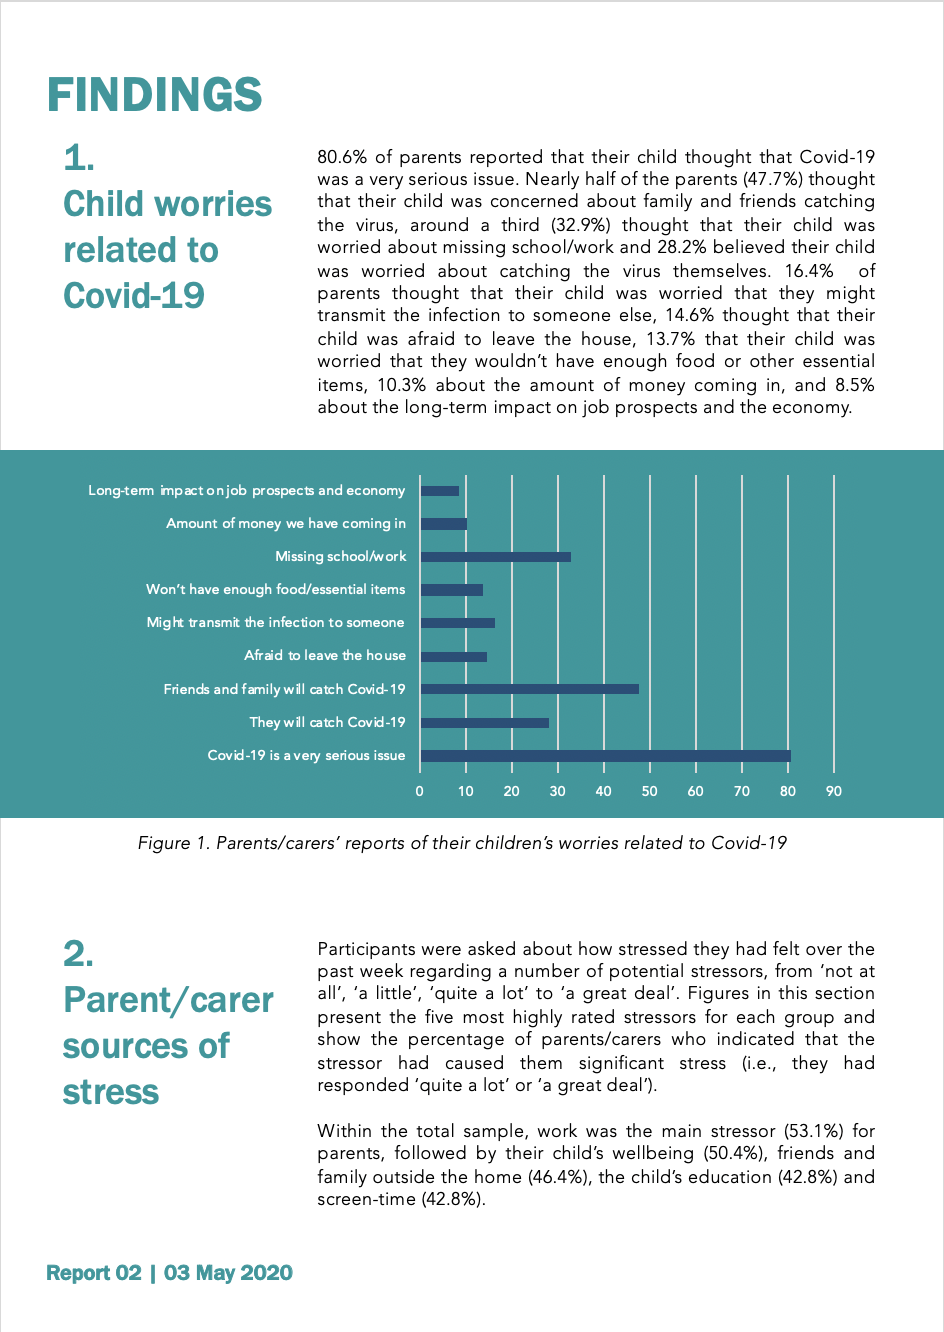 FINDINGS
1.
Child worries
related to
Covid-19
80.6% of parents reported that their child thought that Covid-19
was a very serious issue. Nearly half of the parents (47.7%) thought
that their child was concerned about family and friends catching
the virus, around a third (32.9%) thought that their child was
worried about missing school/work and 28.2% believed their child
was worried about catching the virus themselves. 16.4% of
parents thought that their child was worried that they might
transmit the infection to someone else, 14.6% thought that their
child was afraid to leave the house, 13.7% that their child was
worried that they wouldn’t have enough food or other essential
items, 10.3% about the amount of money coming in, and 8.5%
about the long-term impact on job prospects and the economy.
Long-term impact on job prospects and economy
Amount of money we have coming in
Missing school/work
Won’t have enough food/essential items
Might transmit the infection to someone
Afraid to leave the house
Friends and family will catch Covid-19
They will catch Covid-19
Covid-19 is a very serious issue
0 10 20 30 40 50 60 70 80 90
Figure 1. Parents/carers’ reports of their children’s worries related to Covid-19
2.
Parent/carer
sources of
stress
Participants were asked about how stressed they had felt over the
past week regarding a number of potential stressors, from ‘not at
all’, ‘a little’, ‘quite a lot’ to ‘a great deal’. Figures in this section
present the five most highly rated stressors for each group and
show the percentage of parents/carers who indicated that the
stressor had caused them significant stress (i.e., they had
responded ‘quite a lot’ or ‘a great deal’).
Within the total sample, work was the main stressor (53.1%) for
parents, followed by their child’s wellbeing (50.4%), friends and
family outside the home (46.4%), the child’s education (42.8%) and
screen-time (42.8%).
Report 02 | 03 May 2020